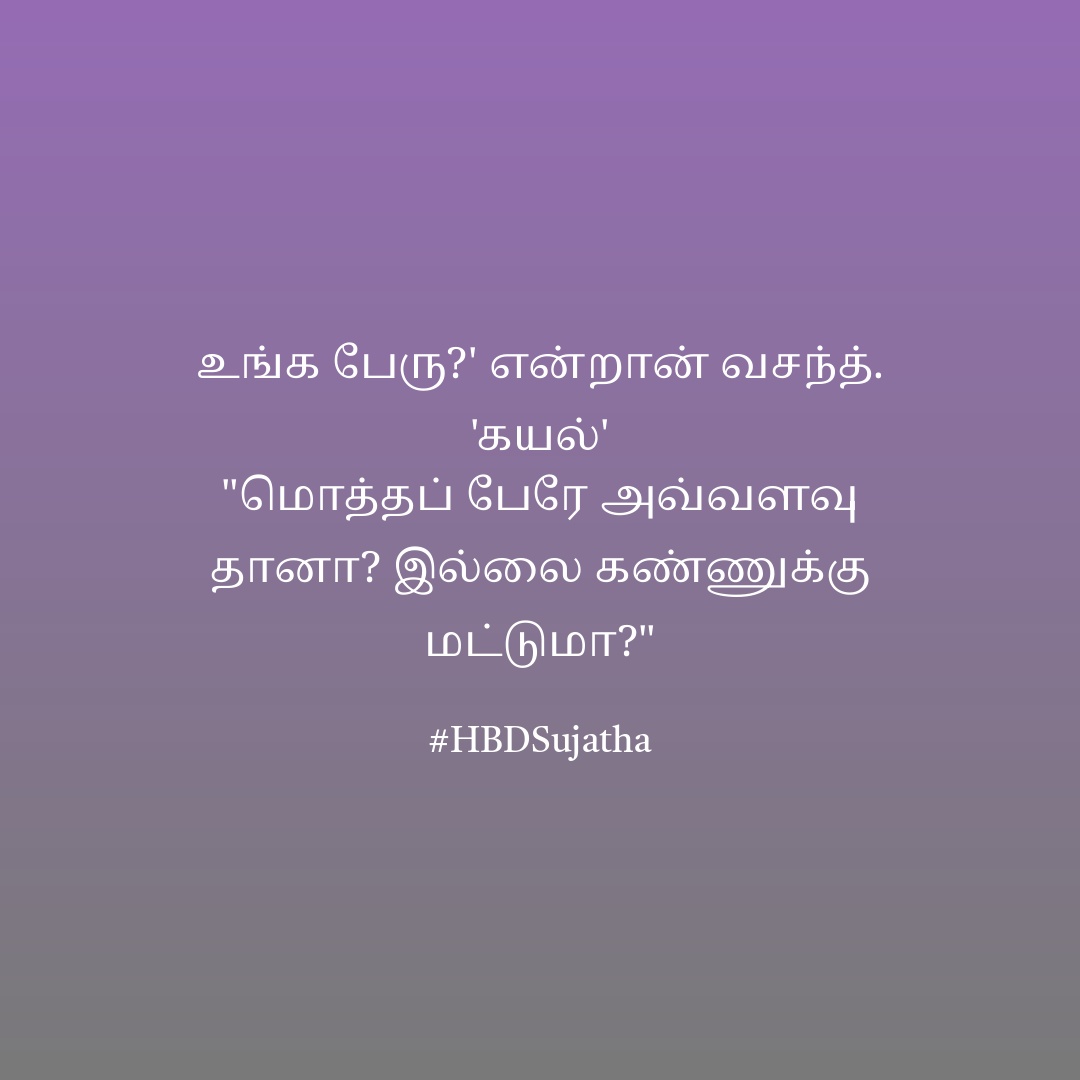 உங்க பேரு?' என்றான் வசந்த்.
'கயல்'
"மொத்தப் பேரே அவ்வளவு
தானா? இல்லை கண்ணுக்கு
மட்டுமா?"
#HBDSujatha